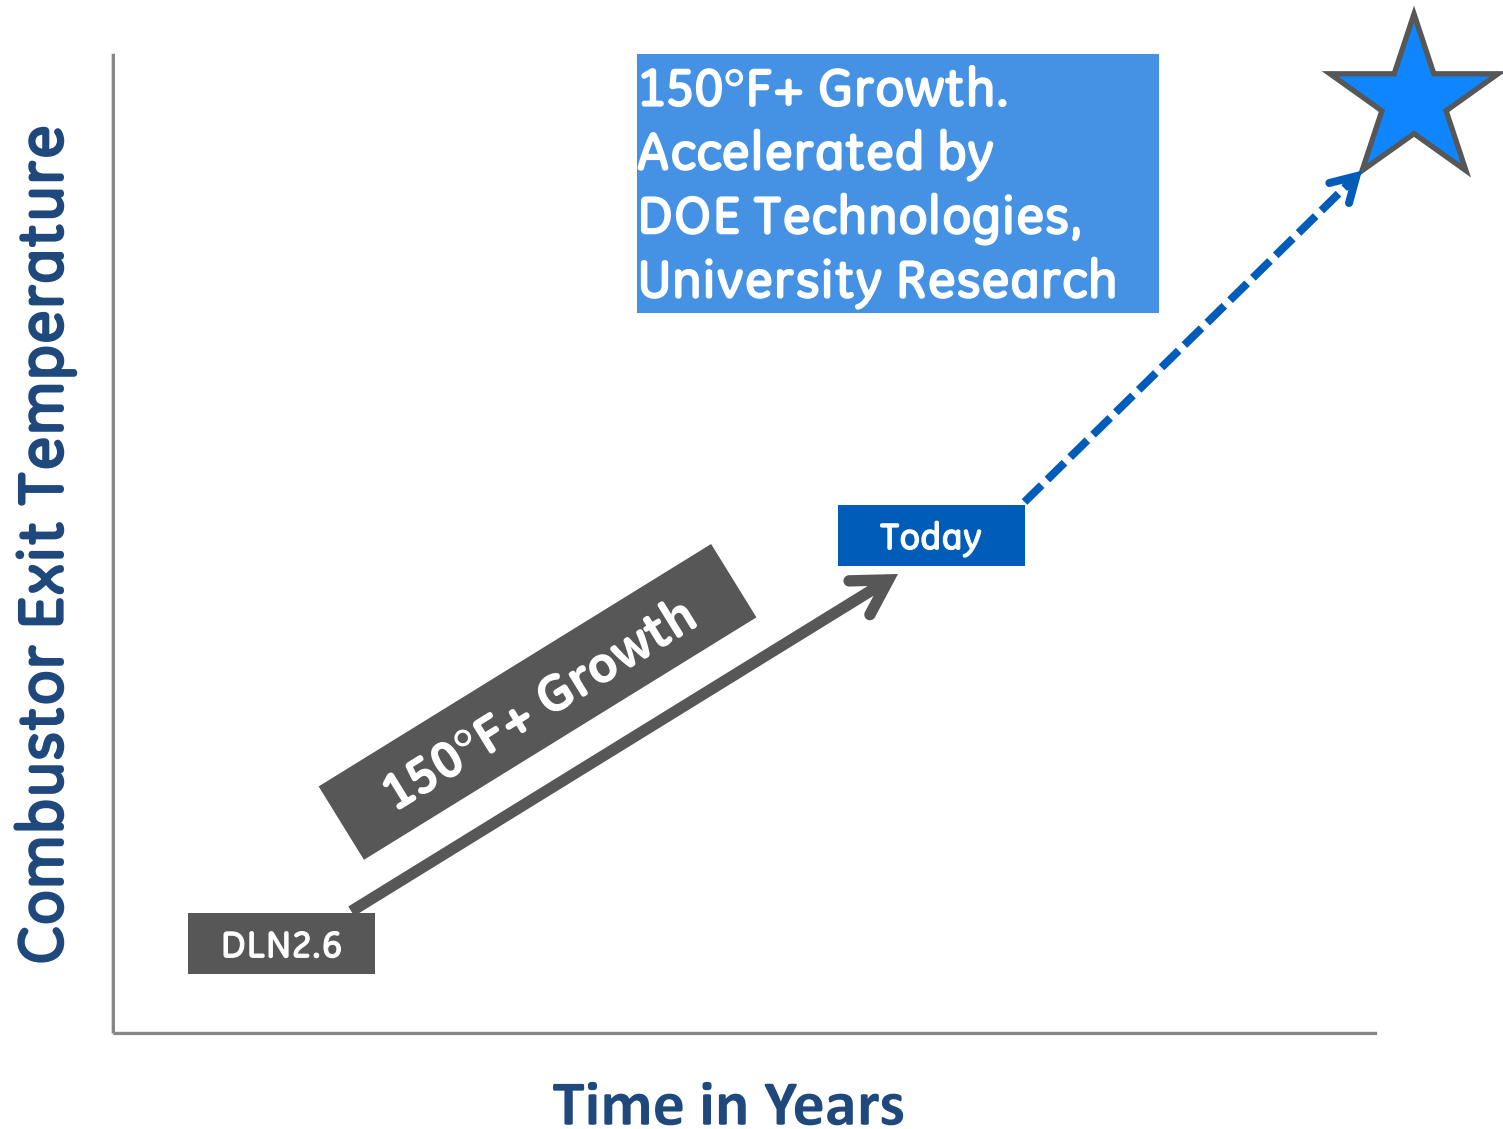 150°F+ Growth.
Accelerated by
DOE Technologies,
University Research
Combustor Exit Temperature
Today
150°F+ Growth
DLN2.6
Time in Years